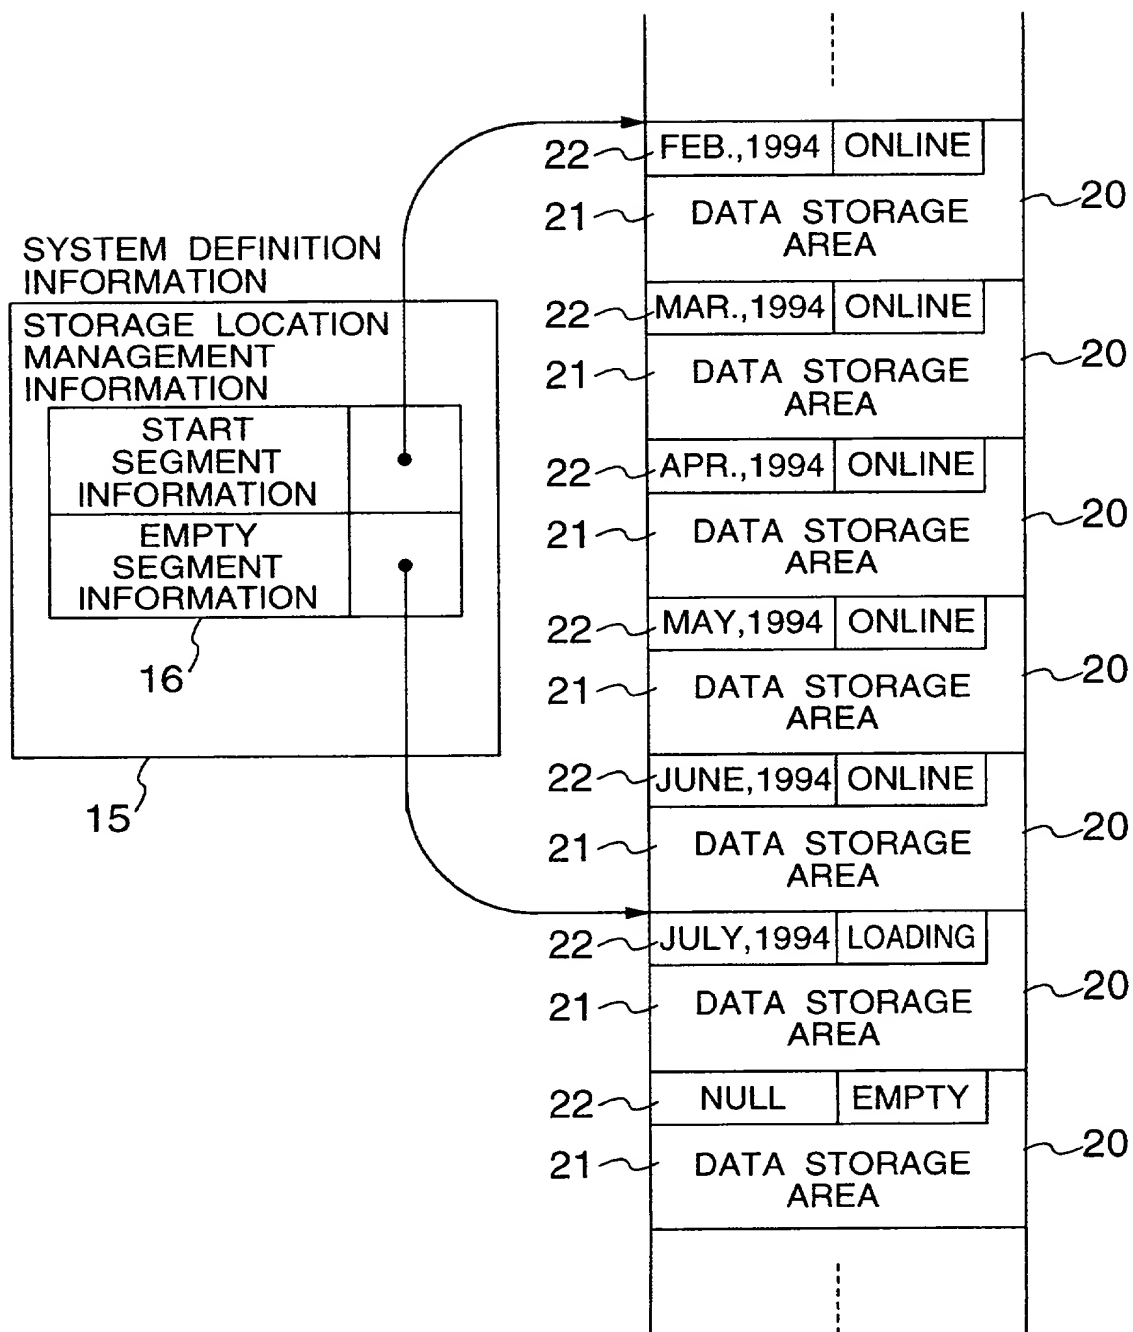 SYSTEM DEFINITION
INFORMATION
STORAGE LOCATION
MANAGEMENT
INFORMATION
START
SEGMENT
INFORMATION
EMPTY
SEGMENT
INFORMATION
16
15
22 FEB.,1994 ONLINE
20
21 DATA STORAGE
AREA
22 MAR.,1994 ONLINE
20
21 DATA STORAGE
AREA
22 APR.,1994 ONLINE
20
21 DATA STORAGE
AREA
22 MAY,1994 ONLINE
20
21 DATA STORAGE
AREA
22 JUNE,1994 ONLINE
20
21 DATA STORAGE
AREA
22 JULY,1994 LOADING
20
21 DATA STORAGE
AREA
22 NULL EMPTY
20
21 DATA STORAGE
AREA